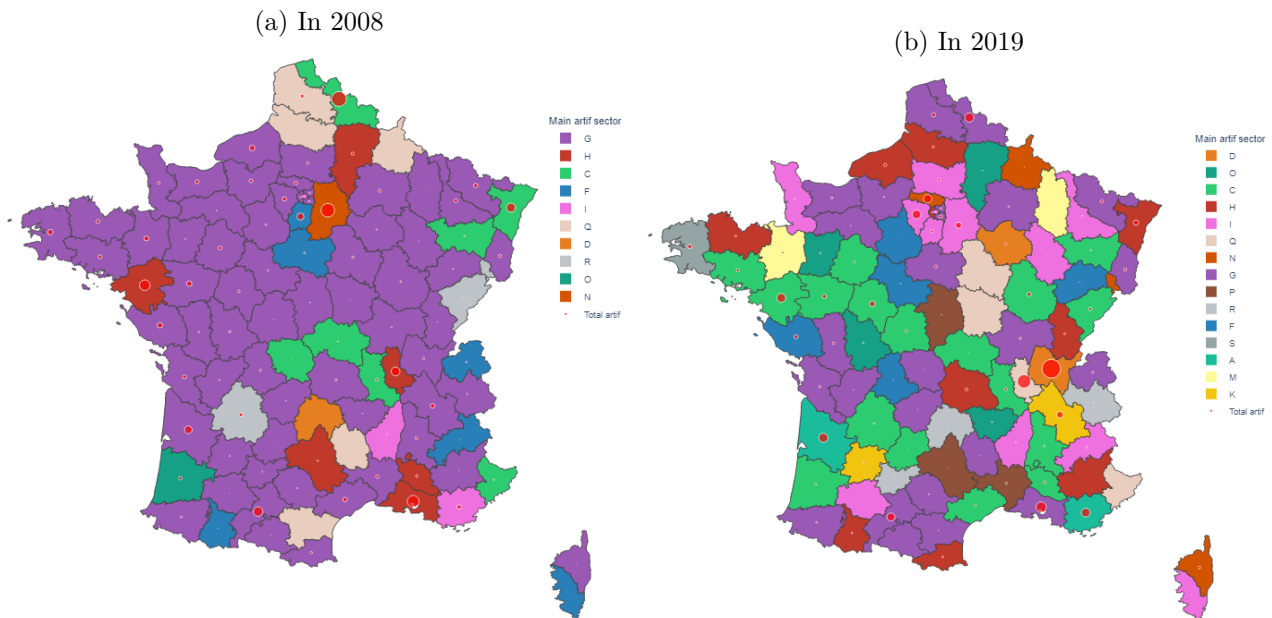 (a) In 2008
Main artif sector
G
H
C
F
I
Q
D
R
O
N
Total artif
(b) In 2019
Main artif sector
D
O
C
H
I
Q
N
G
P
R
F
S
A
M
K
Total artif